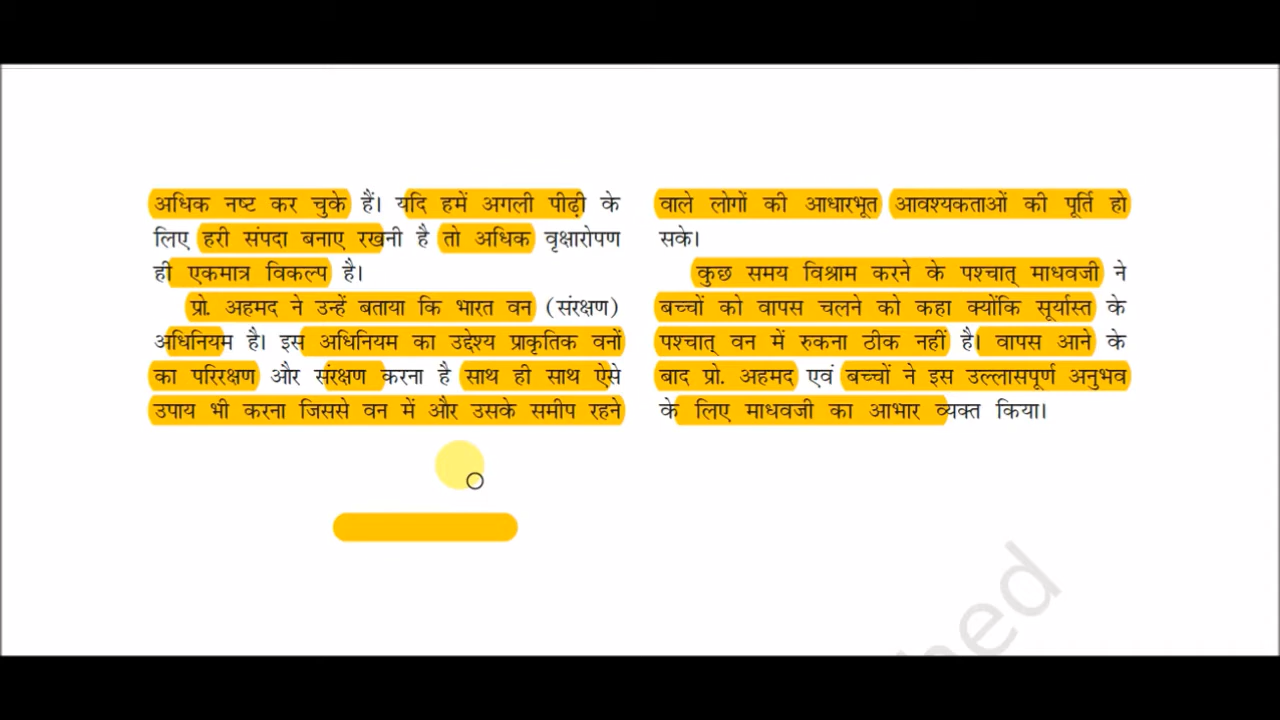 अधिक नष्ट कर चुके हैं। यदि हमें अगली पीढ़ी के
लिए हरी संपदा बनाए रखनी है तो अधिक वृक्षारोपण
ही एकमात्र विकल्प है।
प्रो. अहमद ने उन्हें बताया कि भारत वन (संरक्षण)
अधिनियम है। इस अधिनियम का उद्देश्य प्राकृतिक वनों
का परिरक्षण और संरक्षण करना है साथ ही साथ ऐसे
उपाय भी करना जिससे वन में और उसके समीप रहने
वाले लोगों की आधारभूत आवश्यकताओं की पूर्ति हो
सके।
कुछ समय विश्राम करने के पश्चात् माधवजी ने
बच्चों को वापस चलने को कहा क्योंकि सूर्यास्त के
पश्चात् वन में रुकना ठीक नहीं है। वापस आने के
बाद प्रो. अहमद एवं बच्चों ने इस उल्लासपूर्ण अनुभव
के लिए माधवजी का आभार व्यक्त किया।